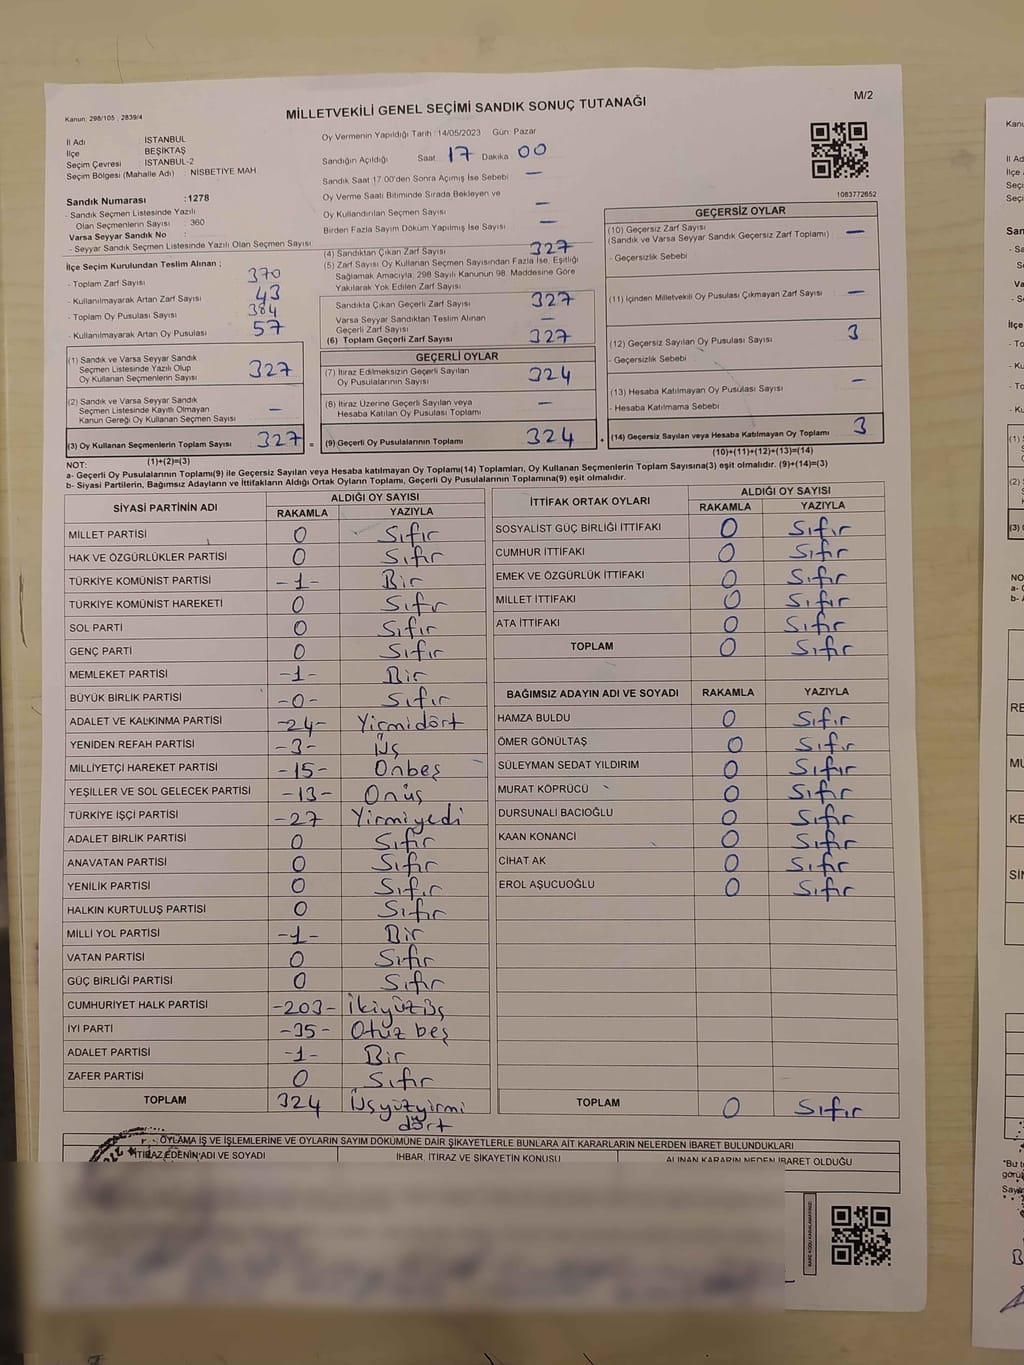 M/2
Kanun: 298/105 , 2839/4
MİLLETVEKİLİ GENEL SEÇİMİ SANDIK SONUÇ TUTANAĞI
İl Adı : İSTANBUL
İlçe : BEŞİKTAŞ
Seçim Çevresi : İSTANBUL-2
Seçim Bölgesi (Mahalle Adı) : NİSBETİYE MAH
Sandık Numarası :1278
- Sandık Seçmen Listesinde Yazılı
Olan Seçmenlerin Sayısı : 360
Varsa Seyyar Sandık No :
- Seyyar Sandık Seçmen Listesinde Yazılı Olan Seçmen Sayısı:
Oy Vermenin Yapıldığı Tarih :14/05/2023 Gün: Pazar
Sandığın Açıldığı Saat 17 Dakika 00
Sandık Saat 17:00'den Sonra Açımış İse Sebebi —
Oy Verme Saati Bitiminde Sırada Bekleyen ve
Oy Kullandırılan Seçmen Sayısı —
Birden Fazla Sayım Döküm Yapılmış İse Sayısı —
1083772652
İlçe Seçim Kurulundan Teslim Alınan ;
- Toplam Zarf Sayısı 370
- Kullanılmayarak Artan Zarf Sayısı 43
- Toplam Oy Pusulası Sayısı 384
- Kullanılmayarak Artan Oy Pusulası 57
(1) Sandık ve Varsa Seyyar Sandık
Seçmen Listesinde Yazılı Olup
Oy Kullanan Seçmenlerin Sayısı 327
(2) Sandık ve Varsa Seyyar Sandık
Seçmen Listesinde Kayıtlı Olmayan
Kanun Gereği Oy Kullanan Seçmen Sayısı —
(3) Oy Kullanan Seçmenlerin Toplam Sayısı 327 =
(1)+(2)=(3)
(4) Sandıktan Çıkan Zarf Sayısı 327
(5) Zarf Sayısı Oy Kullanan Seçmen Sayısından Fazla İse, Eşitliği
Sağlamak Amacıyla; 298 Sayılı Kanunun 98. Maddesine Göre
Yakılarak Yok Edilen Zarf Sayısı
Sandıkta Çıkan Geçerli Zarf Sayısı 327
Varsa Seyyar Sandıktan Teslim Alınan
Geçerli Zarf Sayısı —
(6) Toplam Geçerli Zarf Sayısı 327
GEÇERLİ OYLAR
(7) İtiraz Edilmeksizin Geçerli Sayılan
Oy Pusulalarının Sayısı 324
(8) İtiraz Üzerine Geçerli Sayılan veya
Hesaba Katılan Oy Pusulası Toplamı —
(9) Geçerli Oy Pusulalarının Toplamı 324 +
GEÇERSİZ OYLAR
(10) Geçersiz Zarf Sayısı
(Sandık ve Varsa Seyyar Sandık Geçersiz Zarf Toplamı) —
- Geçersizlik Sebebi
(11) İçinden Milletvekili Oy Pusulası Çıkmayan Zarf Sayısı —
(12) Geçersiz Sayılan Oy Pusulası Sayısı 3
- Geçersizlik Sebebi
(13) Hesaba Katılmayan Oy Pusulası Sayısı —
- Hesaba Katılmama Sebebi
(14) Geçersiz Sayılan veya Hesaba Katılmayan Oy Toplamı 3
(10)+(11)+(12)+(13)=(14)
NOT:
a- Geçerli Oy Pusulalarının Toplamı(9) ile Geçersiz Sayılan veya Hesaba katılmayan Oy Toplamı(14) Toplamları, Oy Kullanan Seçmenlerin Toplam Sayısına(3) eşit olmalıdır. (9)+(14)=(3)
b- Siyasi Partilerin, Bağımsız Adayların ve İttifakların Aldığı Ortak Oyların Toplamı, Geçerli Oy Pusulalarının Toplamına(9) eşit olmalıdır.
SİYASİ PARTİNİN ADI ALDIĞI OY SAYISI
RAKAMLA YAZIYLA
MİLLET PARTİSİ 0 Sıfır
HAK VE ÖZGÜRLÜKLER PARTİSİ 0 Sıfır
TÜRKİYE KOMÜNİST PARTİSİ -1- Bir
TÜRKİYE KOMÜNİST HAREKETİ 0 Sıfır
SOL PARTİ 0 Sıfır
GENÇ PARTİ 0 Sıfır
MEMLEKET PARTİSİ -1- Bir
BÜYÜK BİRLİK PARTİSİ -0- Sıfır
ADALET VE KALKINMA PARTİSİ -24- Yirmidört
YENİDEN REFAH PARTİSİ -3- Üç
MİLLİYETÇİ HAREKET PARTİSİ -15- Onbeş
YEŞİLLER VE SOL GELECEK PARTİSİ -13- Onüç
TÜRKİYE İŞÇİ PARTİSİ -27 Yirmiyedi
ADALET BİRLİK PARTİSİ 0 Sıfır
ANAVATAN PARTİSİ 0 Sıfır
YENİLİK PARTİSİ 0 Sıfır
HALKIN KURTULUŞ PARTİSİ 0 Sıfır
MİLLİ YOL PARTİSİ -1- Bir
VATAN PARTİSİ 0 Sıfır
GÜÇ BİRLİĞİ PARTİSİ 0 Sıfır
CUMHURİYET HALK PARTİSİ -203- İkiyüzüç
İYİ PARTİ -35- Otuz beş
ADALET PARTİSİ -1- Bir
ZAFER PARTİSİ 0 Sıfır
TOPLAM 324 Üçyüzyirmi
dört
İTTİFAK ORTAK OYLARI ALDIĞI OY SAYISI
RAKAMLA YAZIYLA
SOSYALİST GÜÇ BİRLİĞİ İTTİFAKI 0 Sıfır
CUMHUR İTTİFAKI 0 Sıfır
EMEK VE ÖZGÜRLÜK İTTİFAKI 0 Sıfır
MİLLET İTTİFAKI 0 Sıfır
ATA İTTİFAKI 0 Sıfır
TOPLAM 0 Sıfır
BAĞIMSIZ ADAYIN ADI VE SOYADI RAKAMLA YAZIYLA
HAMZA BULDU 0 Sıfır
ÖMER GÖNÜLTAŞ 0 Sıfır
SÜLEYMAN SEDAT YILDIRIM 0 Sıfır
MURAT KÖPRÜCÜ 0 Sıfır
DURSUNALİ BACIOĞLU 0 Sıfır
KAAN KONANCİ 0 Sıfır
CİHAT AK 0 Sıfır
EROL AŞUCUOĞLU 0 Sıfır
TOPLAM 0 Sıfır
OYLAMA İŞ VE İŞLEMLERİNE VE OYLARIN SAYIM DÖKÜMÜNE DAİR ŞİKAYETLERLE BUNLARA AİT KARARLARIN NELERDEN İBARET BULUNDUKLARI
İTİRAZ EDENİN ADI VE SOYADI İHBAR, İTİRAZ VE ŞİKAYETİN KONUSU ALINAN KARARIN NEDEN İBARET OLDUĞU